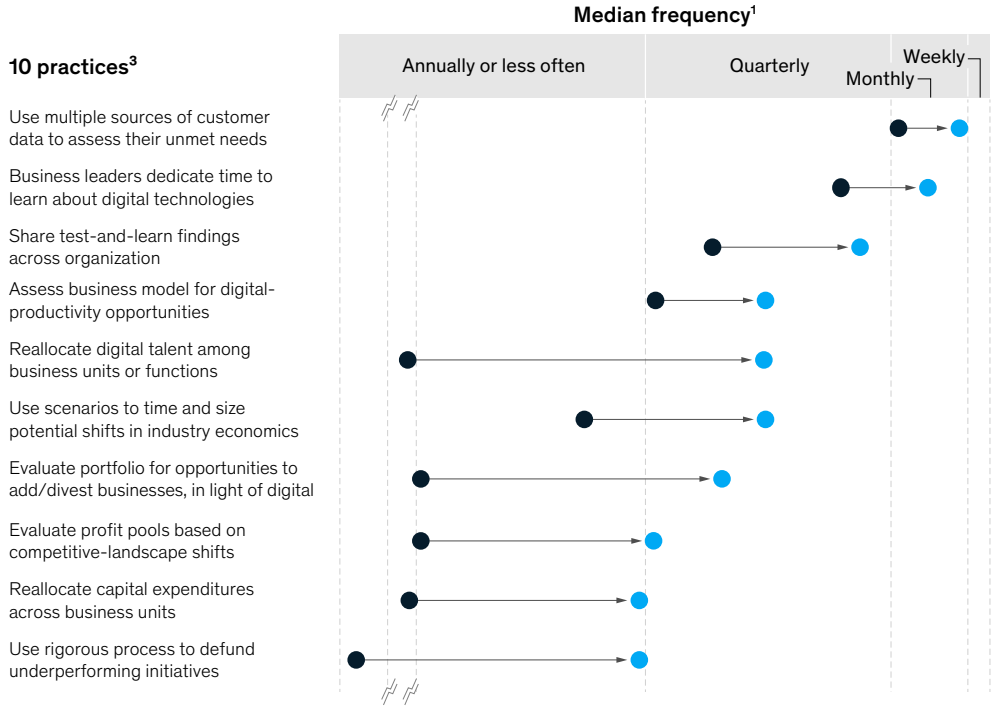 Median frequency¹
10 practices³
Annually or less often
Quarterly
Monthly
Weekly
Use multiple sources of customer
data to assess their unmet needs
Business leaders dedicate time to
learn about digital technologies
Share test-and-learn findings
across organization
Assess business model for digital-
productivity opportunities
Reallocate digital talent among
business units or functions
Use scenarios to time and size
potential shifts in industry economics
Evaluate portfolio for opportunities to
add/divest businesses, in light of digital
Evaluate profit pools based on
competitive-landscape shifts
Reallocate capital expenditures
across business units
Use rigorous process to defund
underperforming initiatives